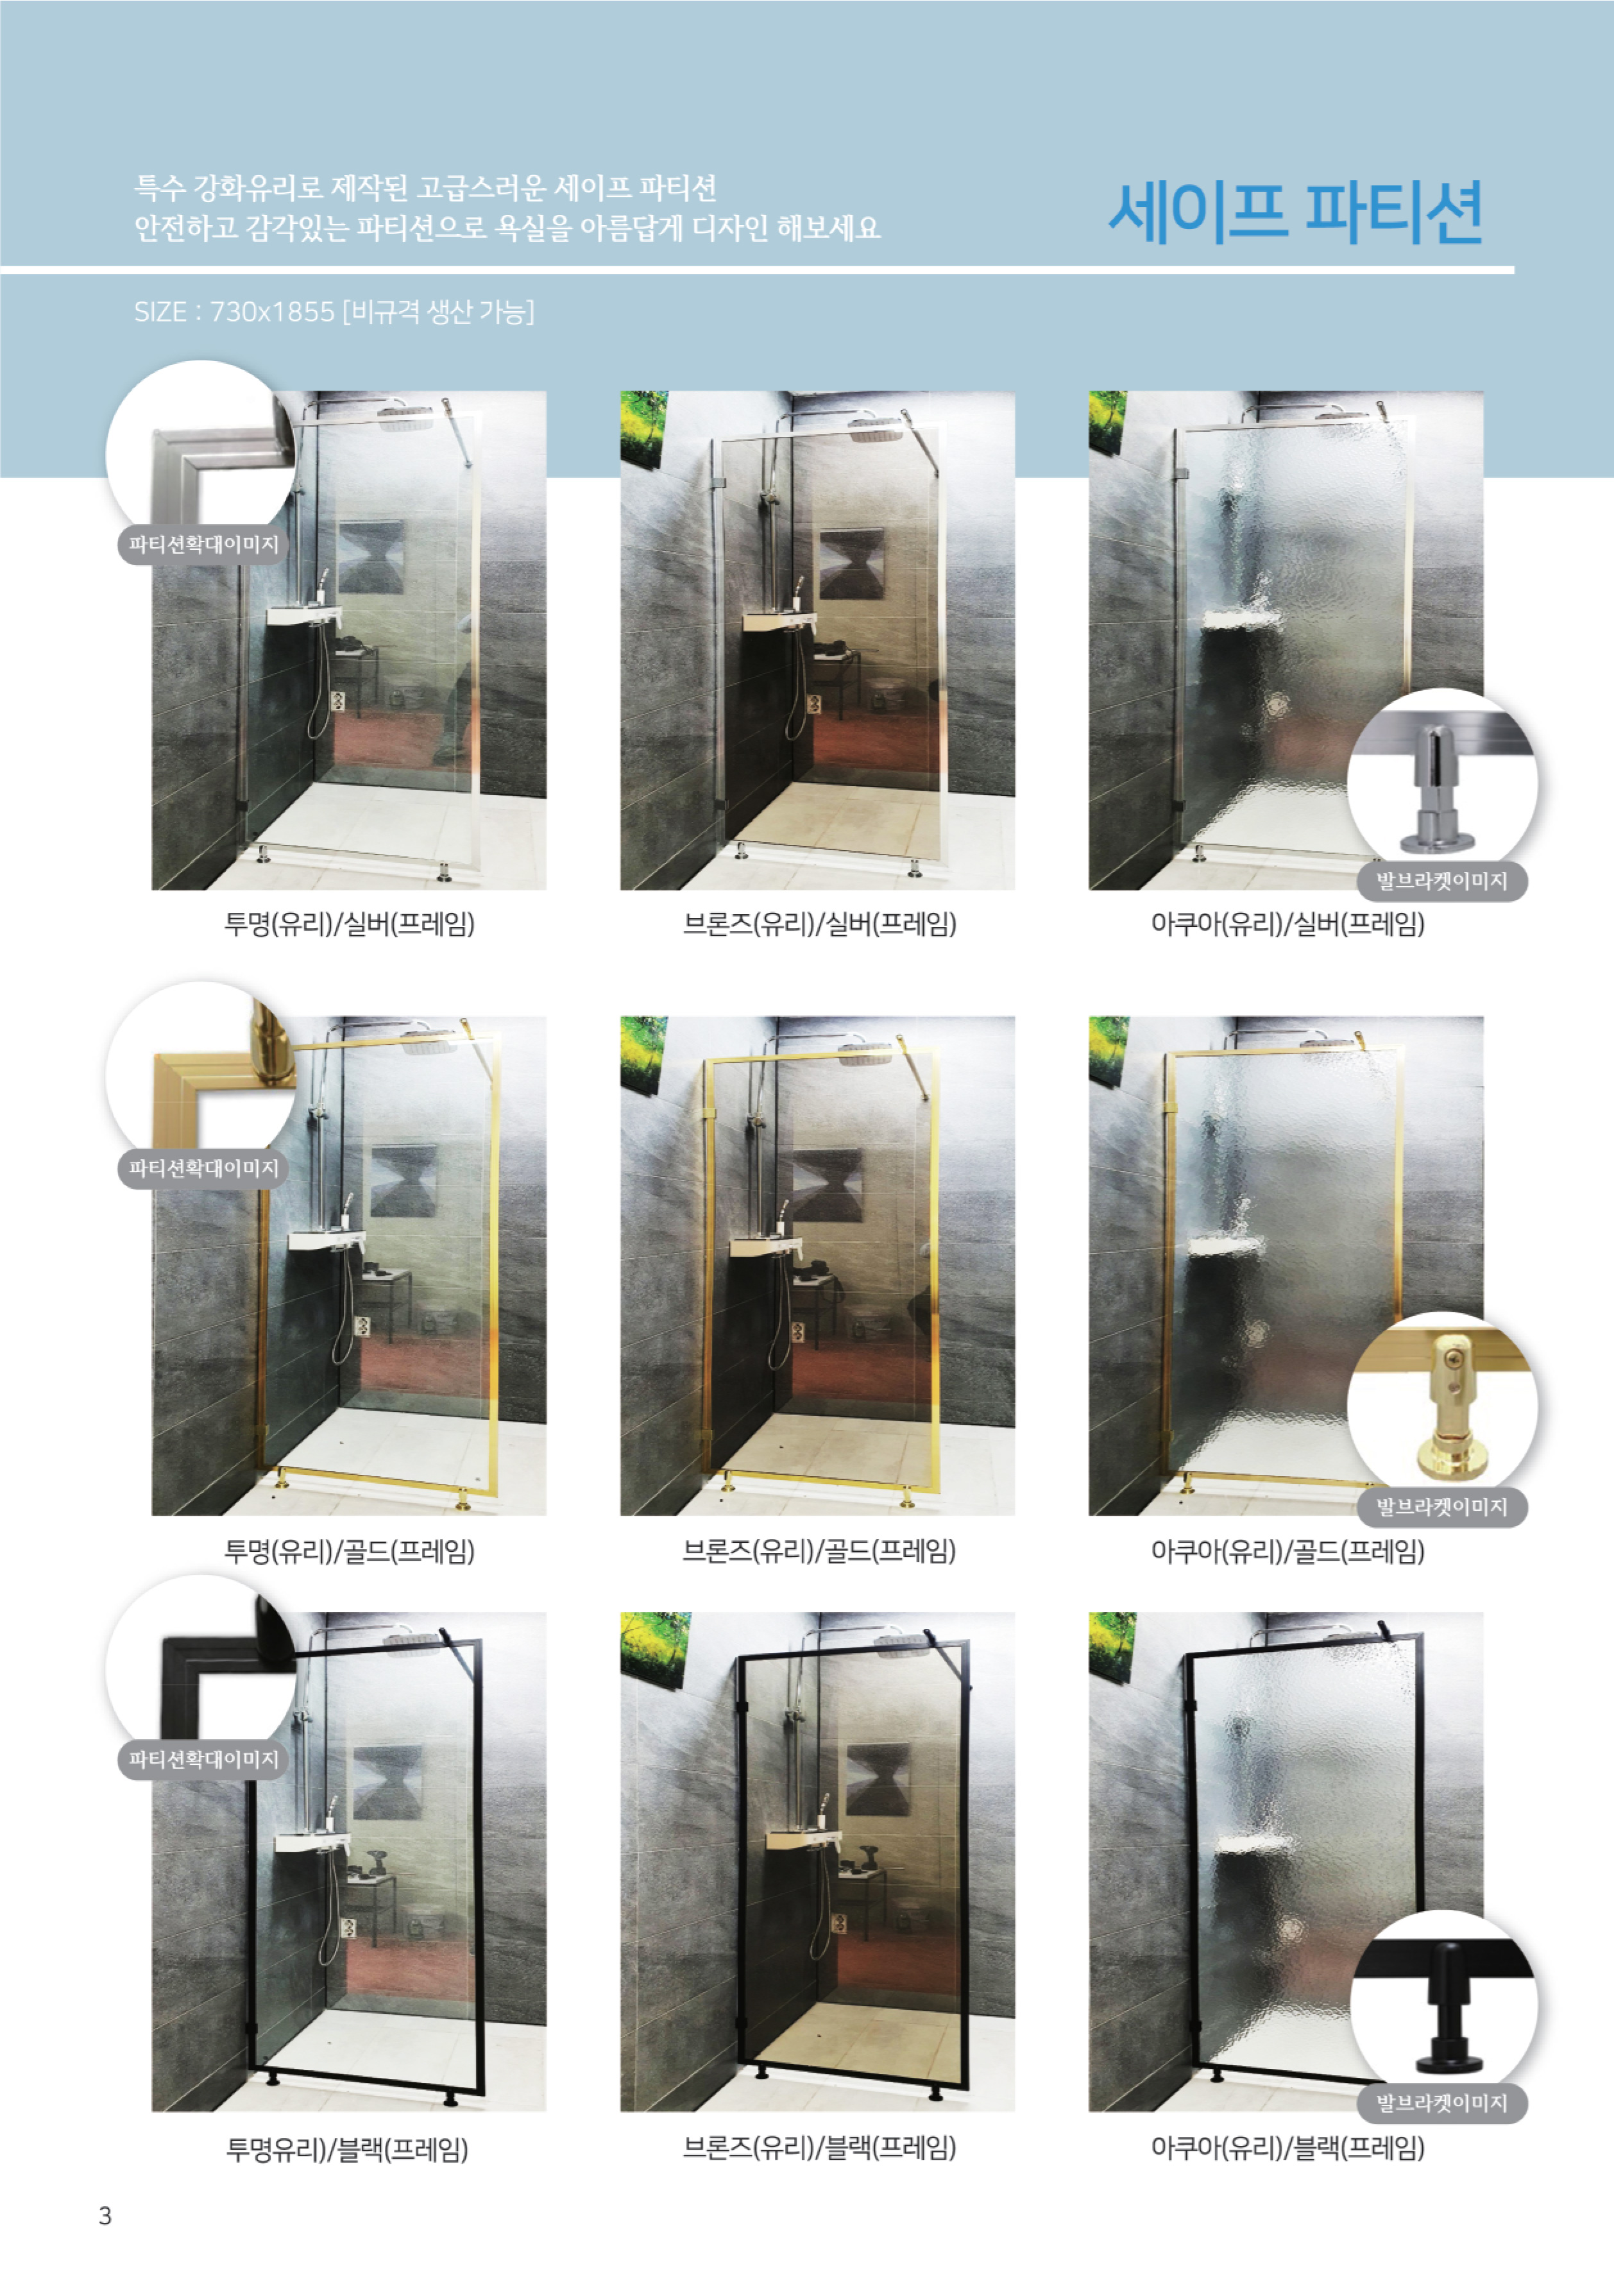 특수 강화유리로 제작된 고급스러운 세이프 파티션
안전하고 감각있는 파티션으로 욕실을 아름답게 디자인 해보세요
세이프 파티션
SIZE : 730x1855 [비규격 생산 가능]
파티션확대이미지
발브라켓이미지
투명(유리)/실버(프레임)
브론즈(유리)/실버(프레임)
아쿠아(유리)/실버(프레임)
파티션확대이미지
발브라켓이미지
투명(유리)/골드(프레임)
브론즈(유리)/골드(프레임)
아쿠아(유리)/골드(프레임)
파티션확대이미지
발브라켓이미지
투명유리)/블랙(프레임)
브론즈(유리)/블랙(프레임)
아쿠아(유리)/블랙(프레임)
3